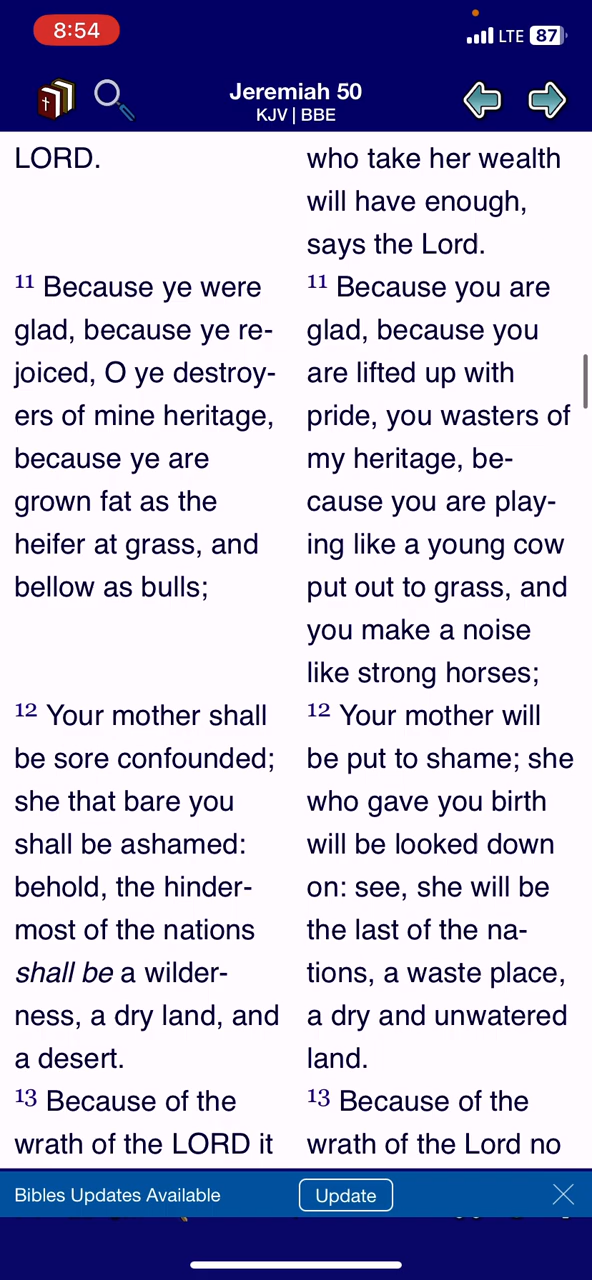 8:54
LTE 87
Jeremiah 50
KJV | BBE
LORD.
11 Because ye were
glad, because ye re-
joiced, O ye destroy-
ers of mine heritage,
because ye are
grown fat as the
heifer at grass, and
bellow as bulls;
12 Your mother shall
be sore confounded;
she that bare you
shall be ashamed:
behold, the hinder-
most of the nations
shall be a wilder-
ness, a dry land, and
a desert.
13 Because of the
wrath of the LORD it
who take her wealth
will have enough,
says the Lord.
11 Because you are
glad, because you
are lifted up with
pride, you wasters of
my heritage, be-
cause you are play-
ing like a young cow
put out to grass, and
you make a noise
like strong horses;
12 Your mother will
be put to shame; she
who gave you birth
will be looked down
on: see, she will be
the last of the na-
tions, a waste place,
a dry and unwatered
land.
13 Because of the
wrath of the Lord no
Bibles Updates Available
Update